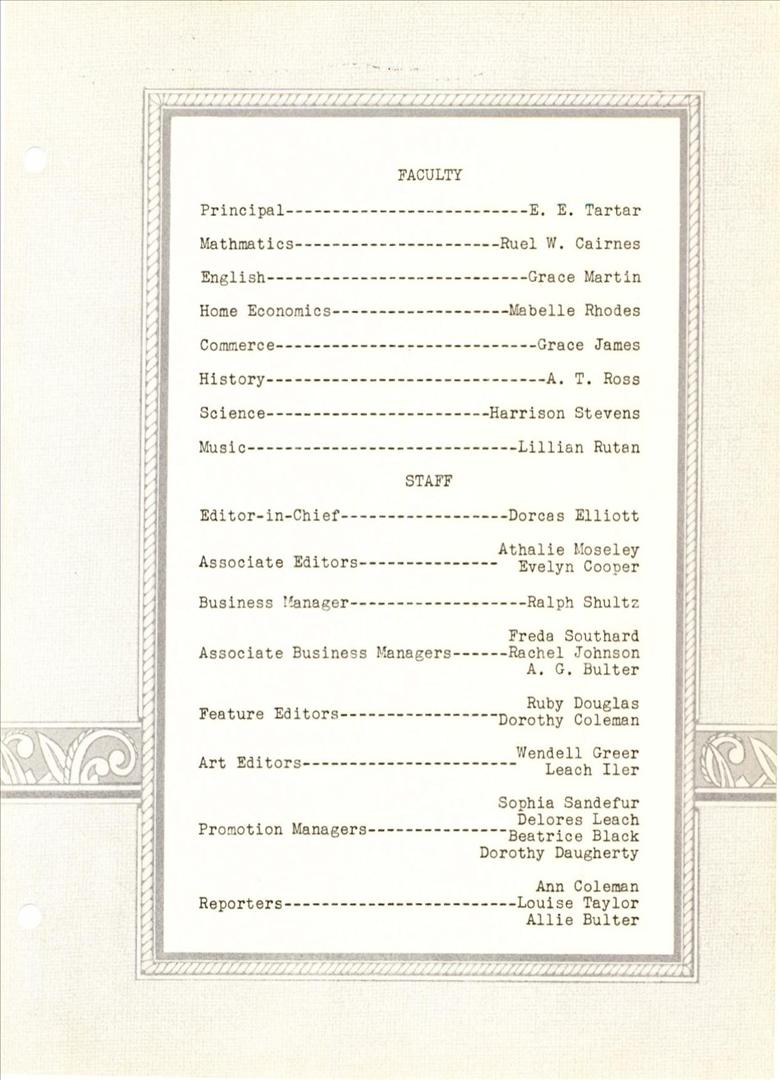 FACULTY
Principal--------------------------E. E. Tartar
Mathmatics----------------------Ruel W. Cairnes
English----------------------------Grace Martin
Home Economics-------------------Mabelle Rhodes
Commerce----------------------------Grace James
History------------------------------A. T. Ross
Science------------------------Harrison Stevens
Music-----------------------------Lillian Rutan
STAFF
Editor-in-Chief------------------Dorcas Elliott
Associate Editors---------------Athalie Moseley
Evelyn Cooper
Business Manager-------------------Ralph Shultz
Freda Southard
Associate Business Managers------Rachel Johnson
A. G. Bulter
Ruby Douglas
Feature Editors-----------------Dorothy Coleman
Art Editors-----------------------Wendell Greer
Leach Iler
Sophia Sandefur
Delores Leach
Promotion Managers---------------Beatrice Black
Dorothy Daugherty
Ann Coleman
Reporters-------------------------Louise Taylor
Allie Bulter